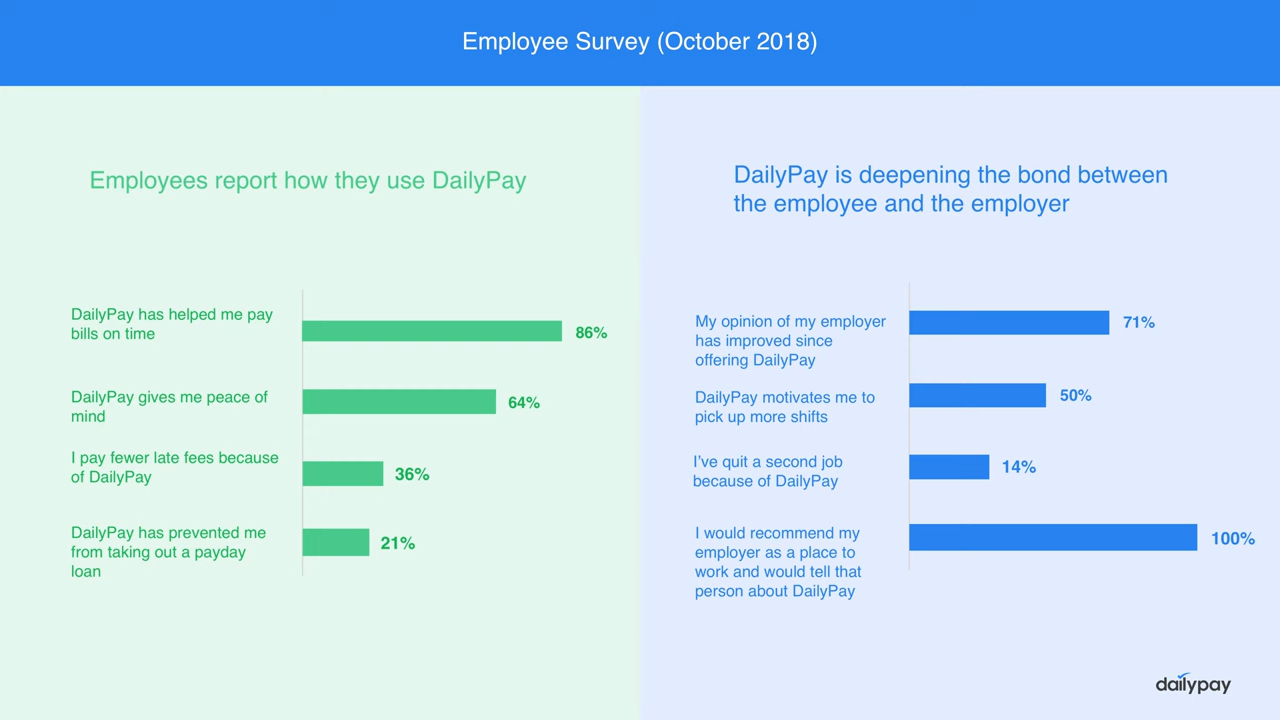 Employee Survey (October 2018)
Employees report how they use DailyPay
DailyPay has helped me pay
bills on time
86%
DailyPay gives me peace of
mind
64%
I pay fewer late fees because
of DailyPay
36%
DailyPay has prevented me
from taking out a payday
loan
21%
DailyPay is deepening the bond between
the employee and the employer
My opinion of my employer
has improved since
offering DailyPay
71%
DailyPay motivates me to
pick up more shifts
50%
I’ve quit a second job
because of DailyPay
14%
I would recommend my
employer as a place to
work and would tell that
person about DailyPay
100%
dailypay